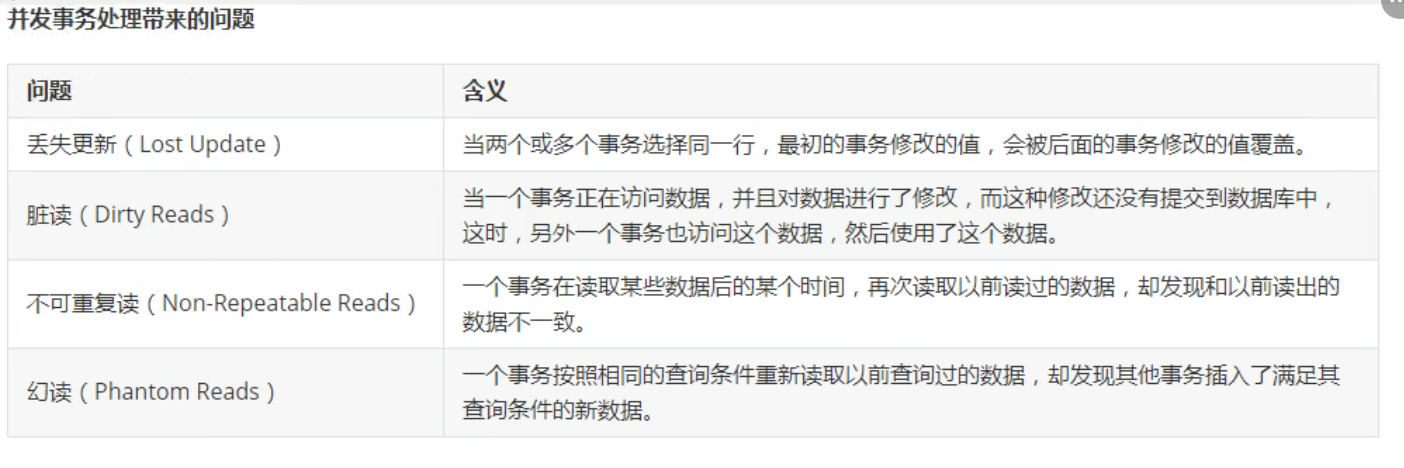 并发事务处理带来的问题
问题
含义
丢失更新（Lost Update）
当两个或多个事务选择同一行，最初的事务修改的值，会被后面的事务修改的值覆盖。
脏读（Dirty Reads）
当一个事务正在访问数据，并且对数据进行了修改，而这种修改还没有提交到数据库中，
这时，另外一个事务也访问这个数据，然后使用了这个数据。
不可重复读（Non-Repeatable Reads）
一个事务在读取某些数据后的某个时间，再次读取以前读过的数据，却发现和以前读出的
数据不一致。
幻读（Phantom Reads）
一个事务按照相同的查询条件重新读取以前查询过的数据，却发现其他事务插入了满足其
查询条件的新数据。